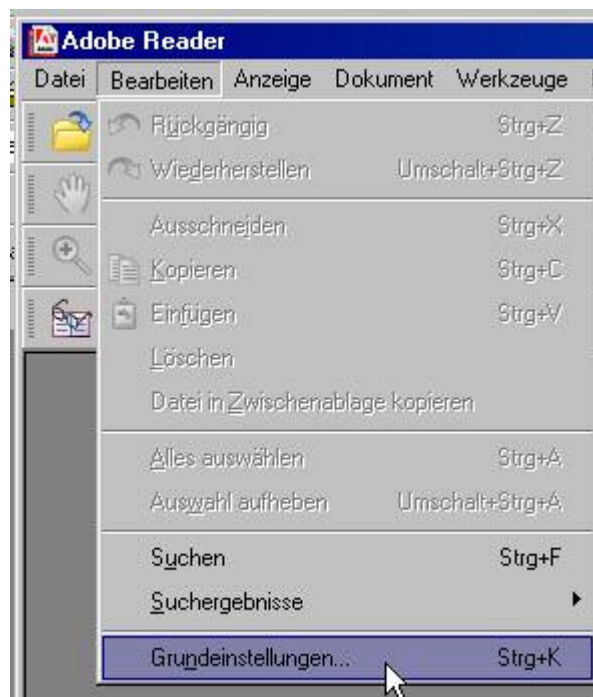 Adobe Reader
Datei Bearbeiten Anzeige Dokument Werkzeuge
Rückgängig Strg+Z
Wiederherstellen Umschalt+Strg+Z
Ausschneiden Strg+X
Kopieren Strg+C
Einfügen Strg+V
Löschen
Datei in Zwischenablage kopieren
Alles auswählen Strg+A
Auswahl aufheben Umschalt+Strg+A
Suchen Strg+F
Suchergebnisse
Grundeinstellungen... Strg+K